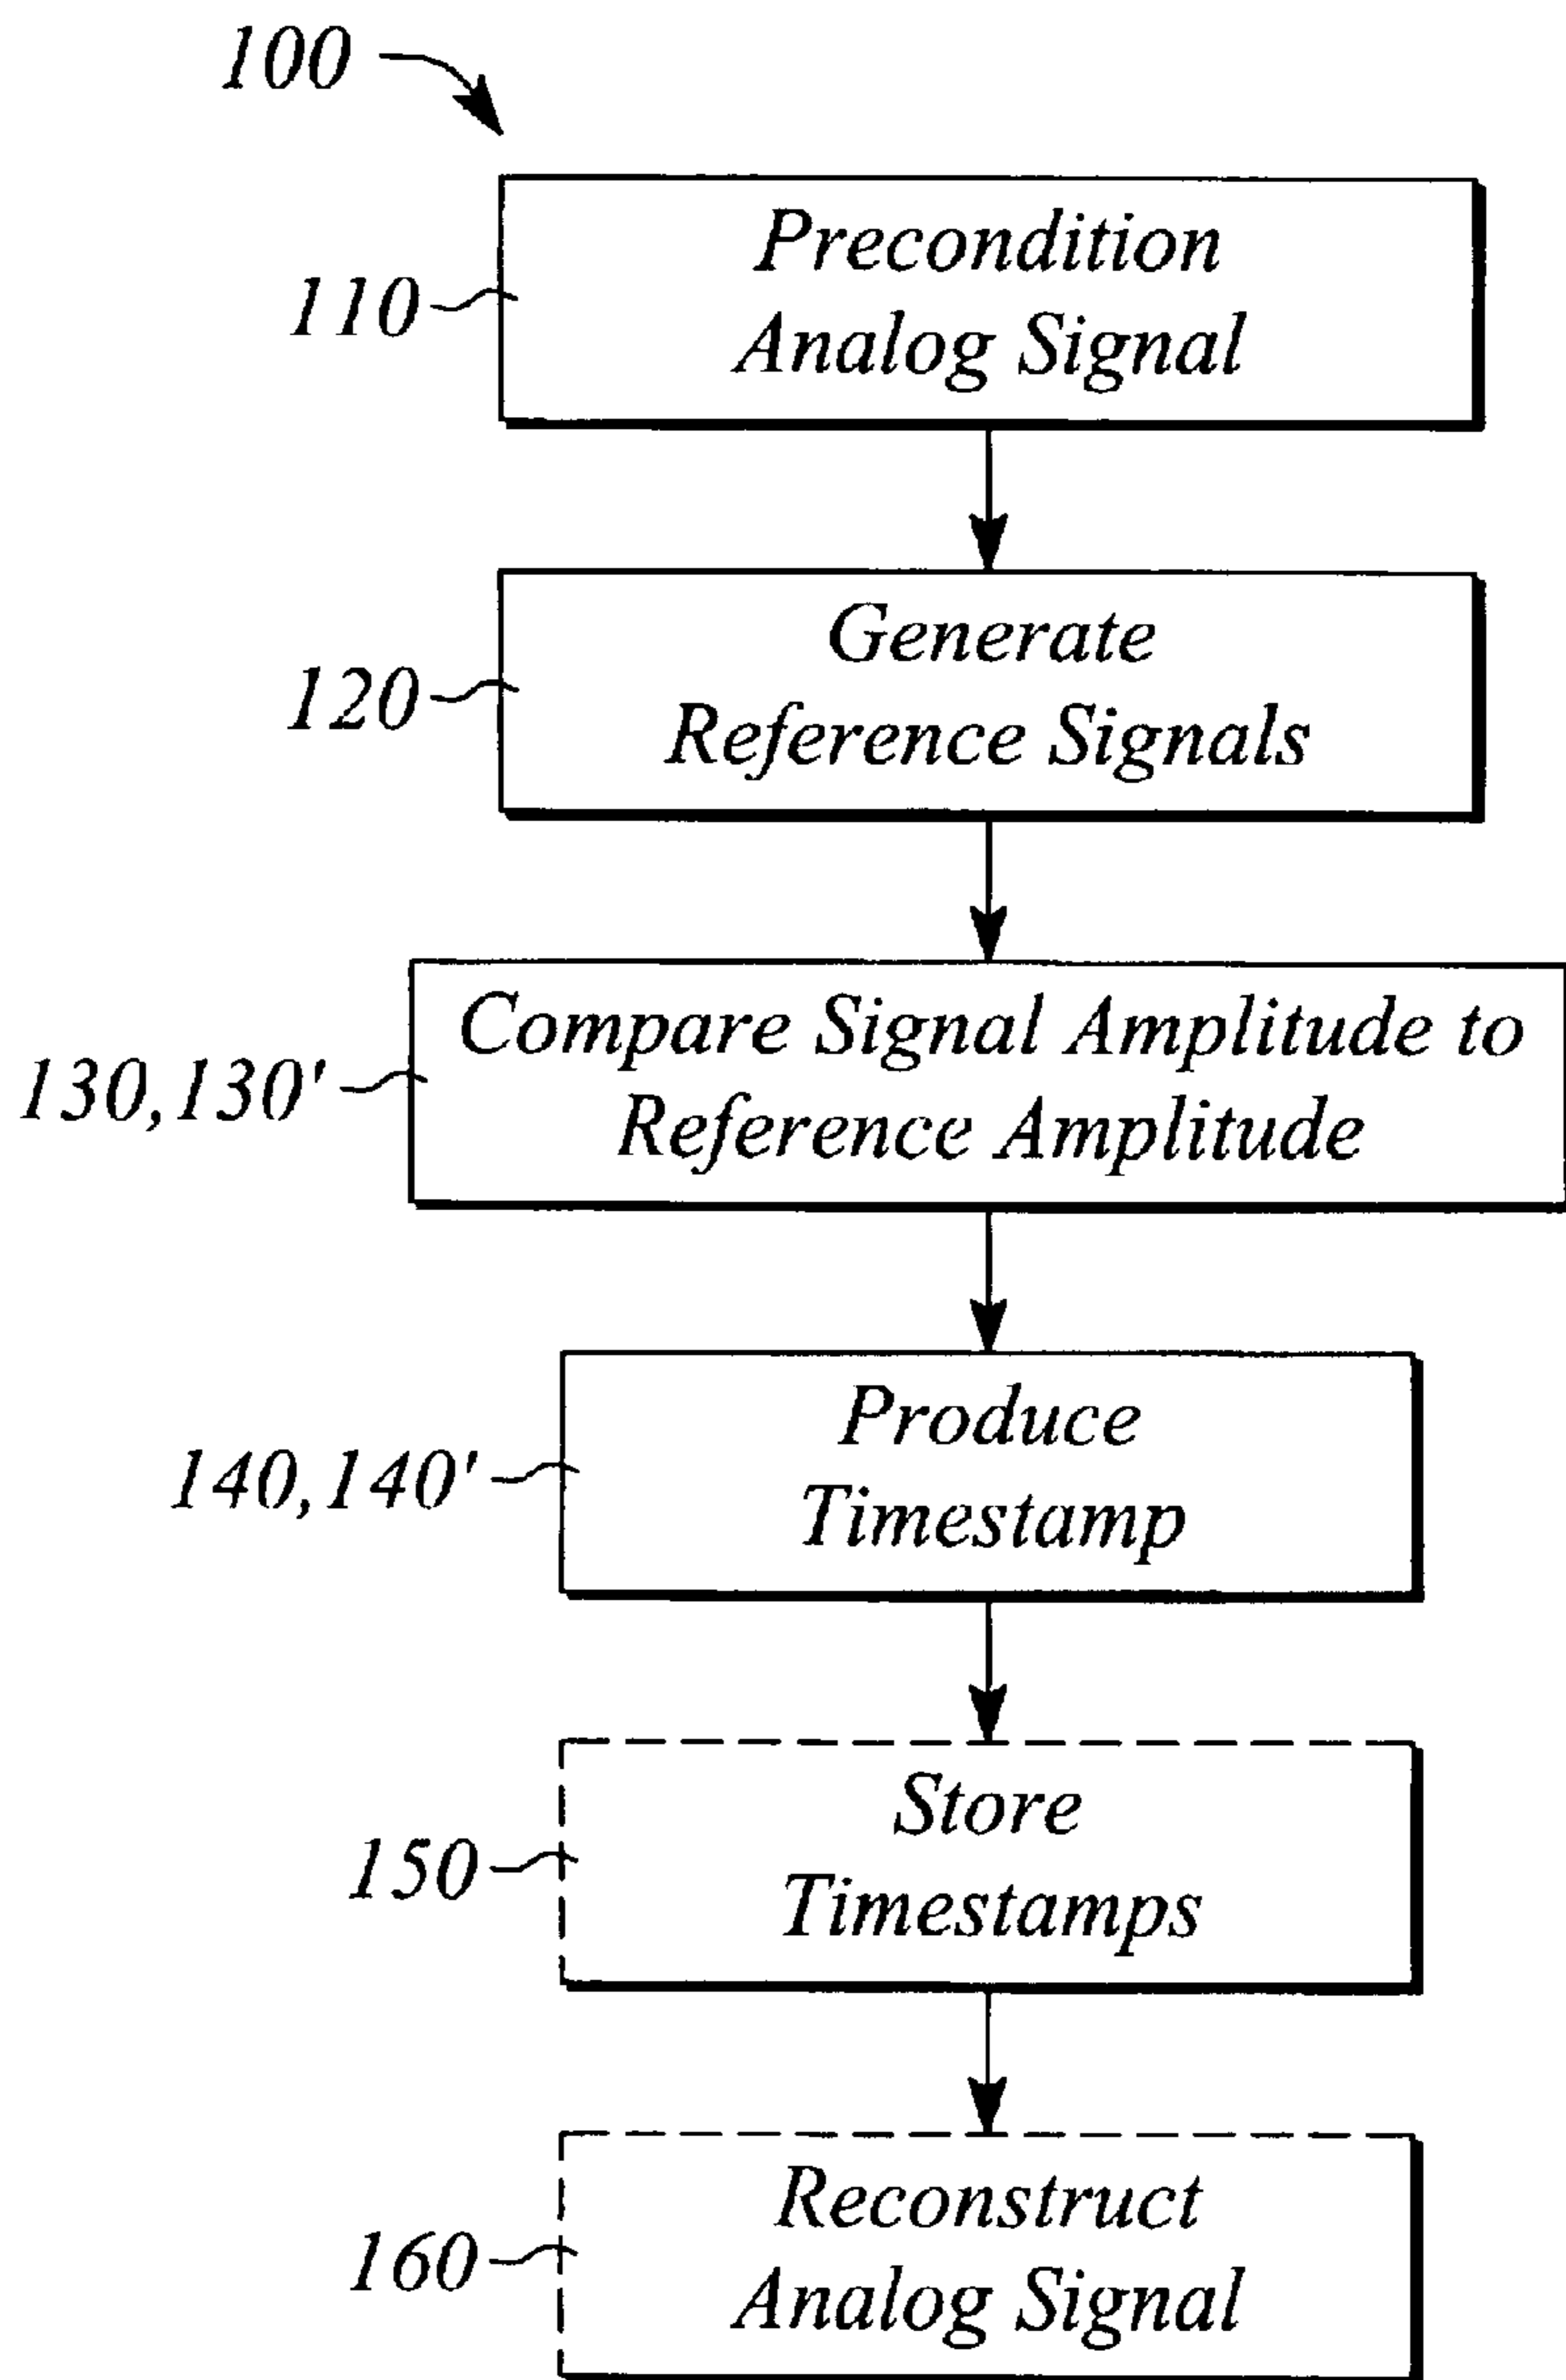 100
110
Precondition
Analog Signal
120
Generate
Reference Signals
130,130'
Compare Signal Amplitude to
Reference Amplitude
140,140'
Produce
Timestamp
150
Store
Timestamps
160
Reconstruct
Analog Signal